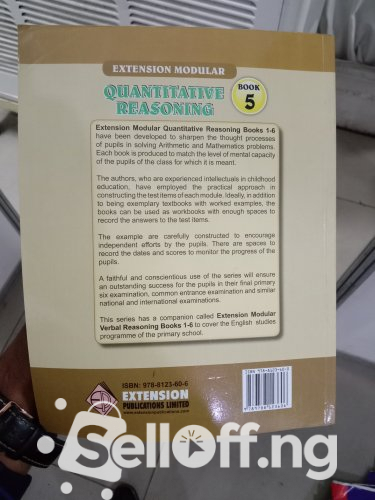 EXTENSION MODULAR
QUANTITATIVE
REASONING
BOOK
5
Extension Modular Quantitative Reasoning Books 1-6
have been developed to sharpen the thought processes
of pupils in solving Arithmetic and Mathematics problems.
Each book is produced to match the level of mental capacity
of the pupils of the class for which it is meant.
The authors, who are experienced intellectuals in childhood
education, have employed the practical approach in
constructing the test items of each module. Ideally, in addition
to being exemplary textbooks with worked examples, the
books can be used as workbooks with enough spaces to
record the answers to the test items.
The example are carefully constructed to encourage
independent efforts by the pupils. There are spaces to
record the dates and scores to monitor the progress of the
pupils.
A faithful and conscientious use of the series will ensure
an outstanding success for the pupils in their final primary
six examination, common entrance examination and similar
national and international examinations.
This series has a companion called Extension Modular
Verbal Reasoning Books 1-6 to cover the English studies
programme of the primary school.
ISBN: 978-8123-60-6
EXTENSION
PUBLICATIONS LIMITED
Selloff.ng